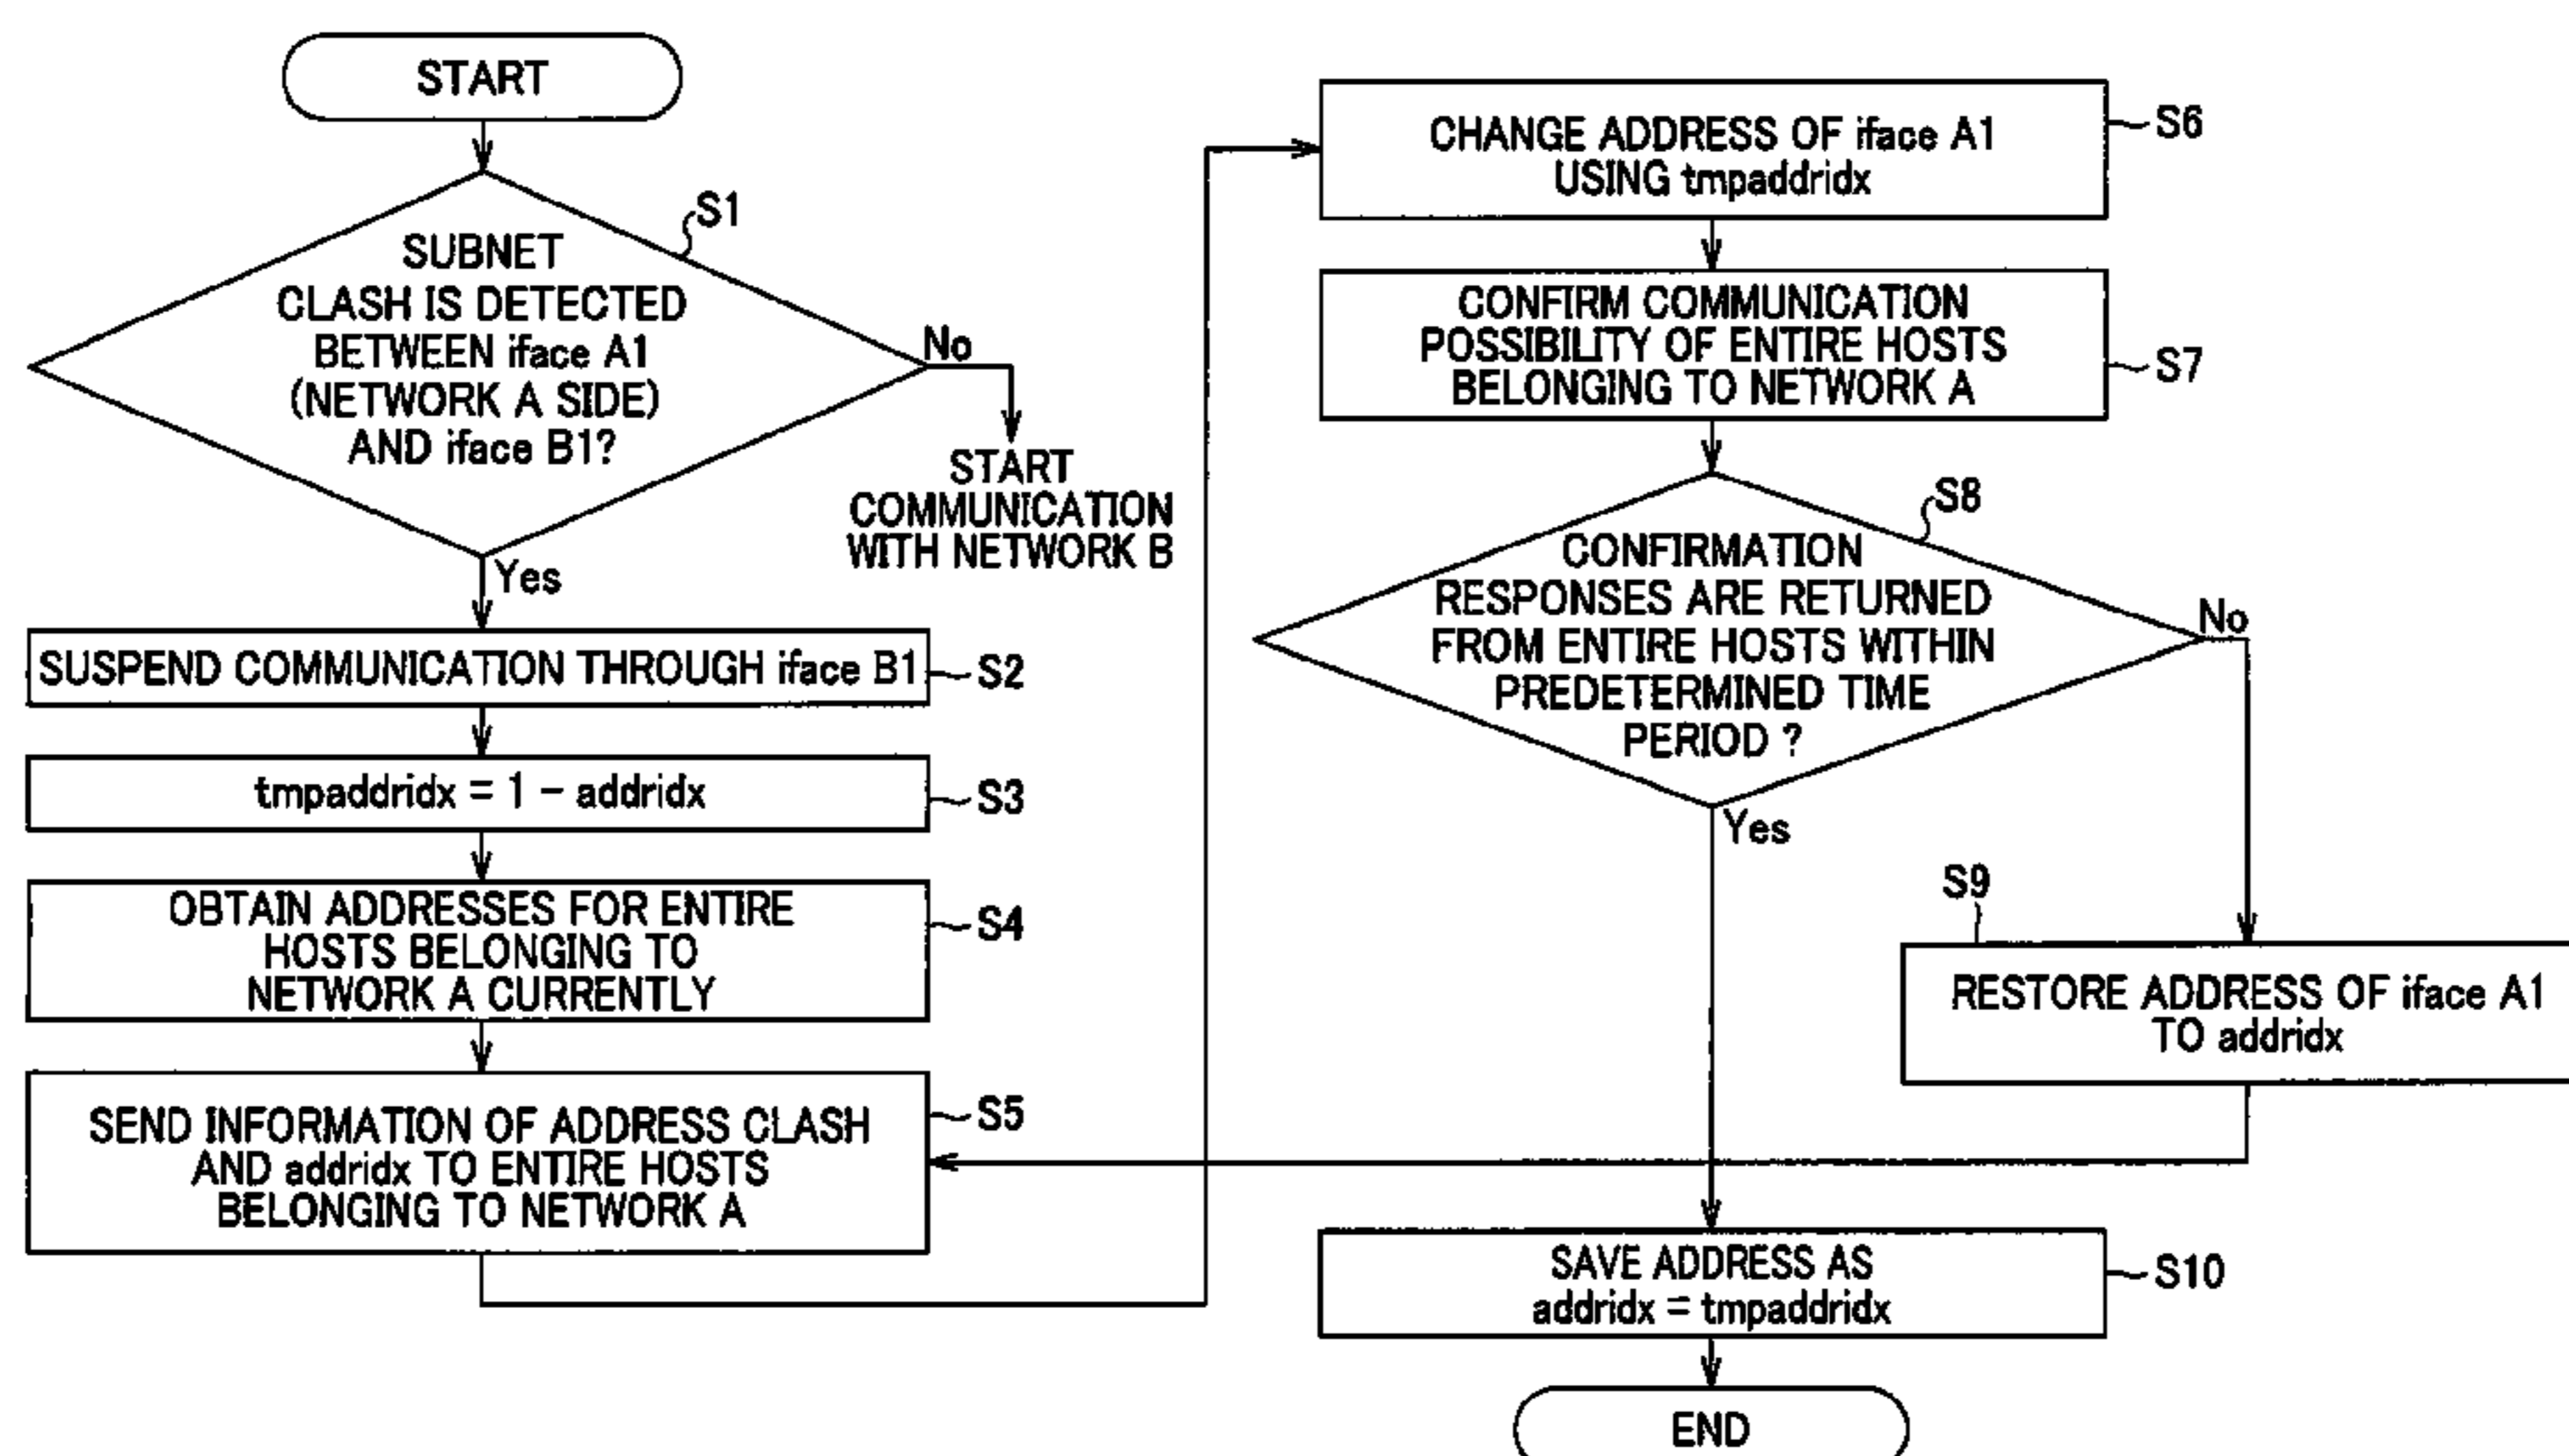 START
S1
SUBNET
CLASH IS DETECTED
BETWEEN iface A1
(NETWORK A SIDE)
AND iface B1?
No
START
COMMUNICATION
WITH NETWORK B
Yes
SUSPEND COMMUNICATION THROUGH iface B1
S2
tmpaddridx = 1 - addridx
S3
OBTAIN ADDRESSES FOR ENTIRE
HOSTS BELONGING TO
NETWORK A CURRENTLY
S4
SEND INFORMATION OF ADDRESS CLASH
AND addridx TO ENTIRE HOSTS
BELONGING TO NETWORK A
S5
CHANGE ADDRESS OF iface A1
USING tmpaddridx
S6
CONFIRM COMMUNICATION
POSSIBILITY OF ENTIRE HOSTS
BELONGING TO NETWORK A
S7
S8
CONFIRMATION
RESPONSES ARE RETURNED
FROM ENTIRE HOSTS WITHIN
PREDETERMINED TIME
PERIOD ?
No
Yes
S9
RESTORE ADDRESS OF iface A1
TO addridx
SAVE ADDRESS AS
addridx = tmpaddridx
S10
END